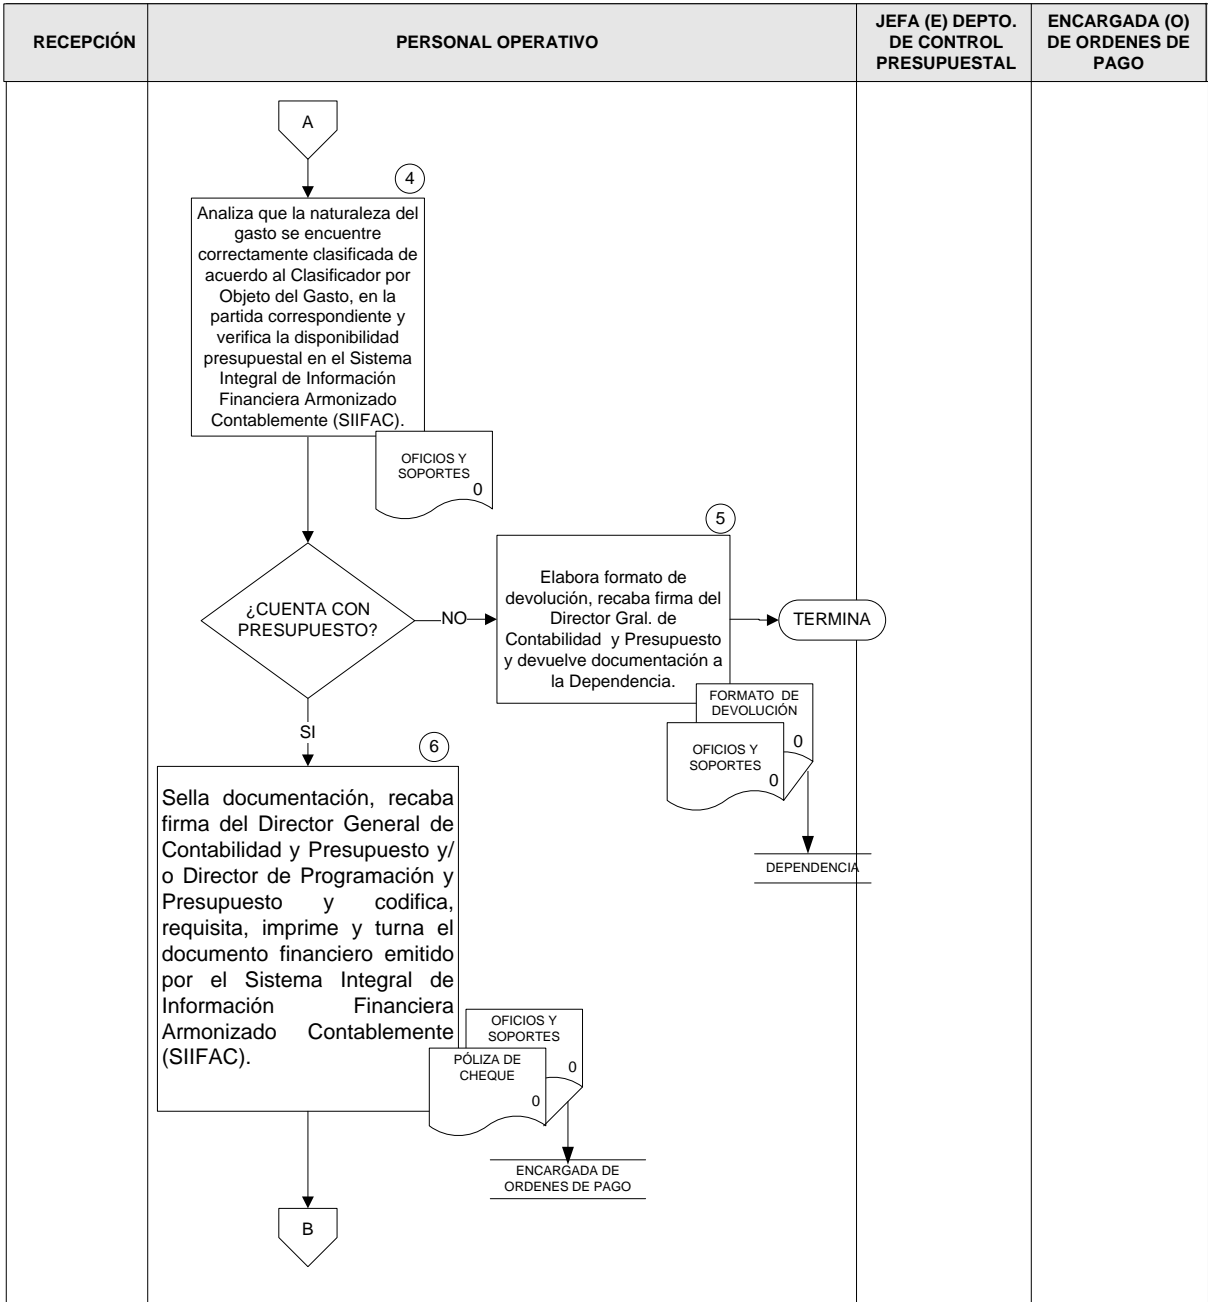 RECEPCIÓN
PERSONAL OPERATIVO
JEFA (E) DEPTO.
DE CONTROL
PRESUPUESTAL
ENCARGADA (O)
DE ORDENES DE
PAGO
A
4
Analiza que la naturaleza del
gasto se encuentre
correctamente clasificada de
acuerdo al Clasificador por
Objeto del Gasto, en la
partida correspondiente y
verifica la disponibilidad
presupuestal en el Sistema
Integral de Información
Financiera Armonizado
Contablemente (SIIFAC).
OFICIOS Y
SOPORTES
0
¿CUENTA CON
PRESUPUESTO?
NO
5
Elabora formato de
devolución, recaba firma del
Director Gral. de
Contabilidad y Presupuesto
y devuelve documentación a
la Dependencia.
TERMINA
FORMATO DE
DEVOLUCIÓN
0
OFICIOS Y
SOPORTES
0
DEPENDENCIA
SI
6
Sella documentación, recaba
firma del Director General de
Contabilidad y Presupuesto y/
o Director de Programación y
Presupuesto y codifica,
requisita, imprime y turna el
documento financiero emitido
por el Sistema Integral de
Información Financiera
Armonizado Contablemente
(SIIFAC).
OFICIOS Y
SOPORTES
0
PÓLIZA DE
CHEQUE
0
ENCARGADA DE
ORDENES DE PAGO
B